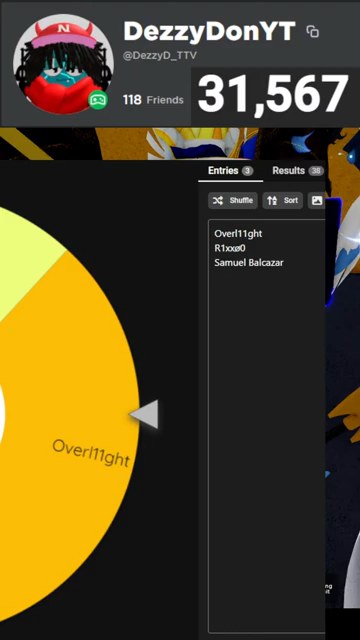 DezzyDonYT
@DezzyD_TTV
118 Friends
31,567
Entries 3
Results 38
Shuffle
Sort
Overl11ght
R1xxø0
Samuel Balcazar
Overl11ght